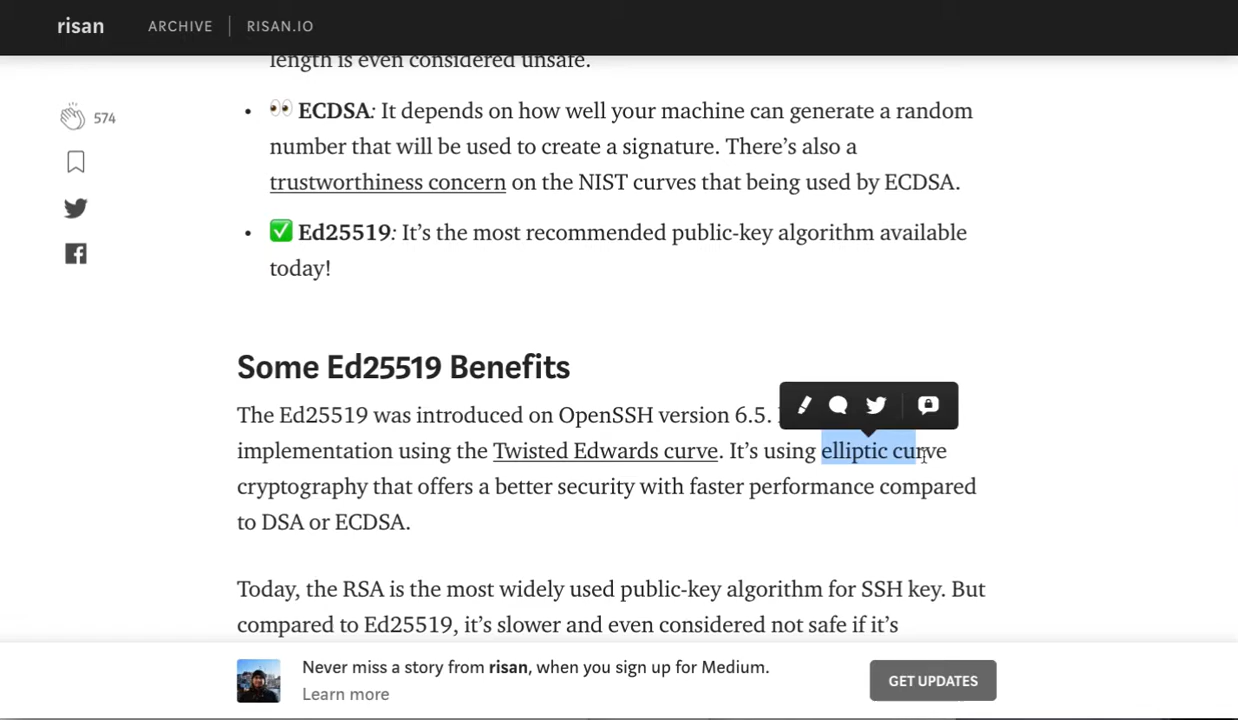 risan ARCHIVE RISAN.IO
length is even considered unsafe.
574
• 👀 ECDSA: It depends on how well your machine can generate a random
number that will be used to create a signature. There’s also a
trustworthiness concern on the NIST curves that being used by ECDSA.
• ✅ Ed25519: It’s the most recommended public-key algorithm available
today!
Some Ed25519 Benefits
The Ed25519 was introduced on OpenSSH version 6.5.
implementation using the Twisted Edwards curve. It’s using elliptic curve
cryptography that offers a better security with faster performance compared
to DSA or ECDSA.
Today, the RSA is the most widely used public-key algorithm for SSH key. But
compared to Ed25519, it’s slower and even considered not safe if it’s
Never miss a story from risan, when you sign up for Medium.
Learn more
GET UPDATES